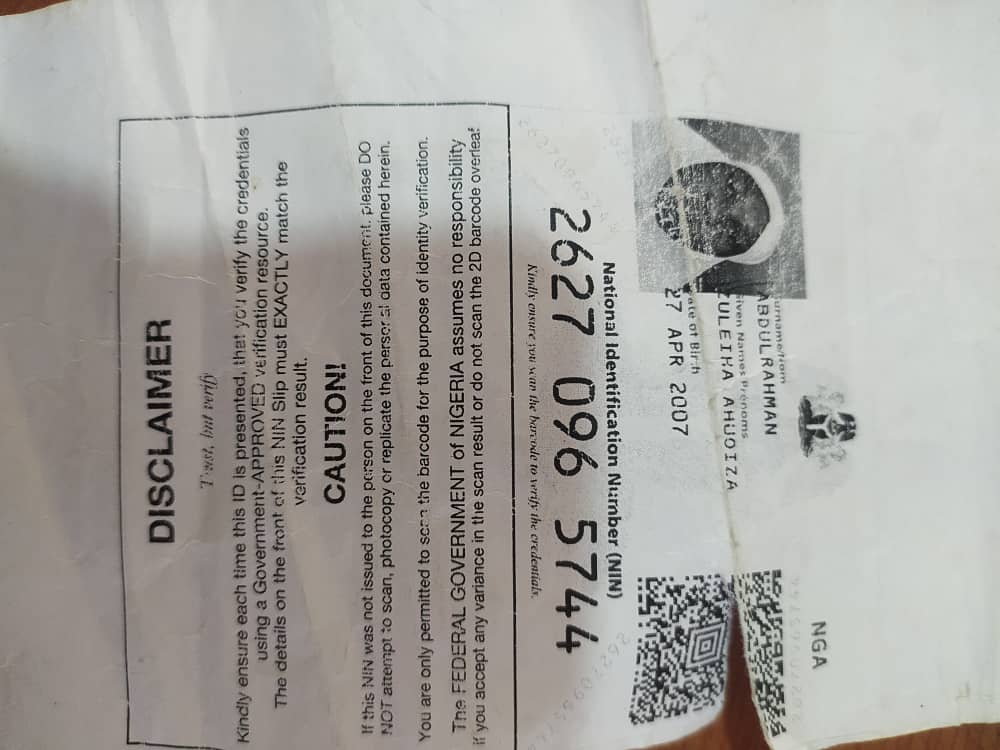 DISCLAIMER
Trust, but verify
Kindly ensure each time this ID is presented, that you verify the credentials
using a Government-APPROVED verification resource.
The details on the front of this NIN Slip must EXACTLY match the
verification result.
CAUTION!
If this NIN was not issued to the person on the front of this document, please DO
NOT attempt to scan, photocopy or replicate the personal data contained herein.
You are only permitted to scan the barcode for the purpose of identity verification.
The FEDERAL GOVERNMENT of NIGERIA assumes no responsibility
if you accept any variance in the scan result or do not scan the 2D barcode overleaf
NGA
ABDULRAHMAN
Names
ZULEIHA AHUOIZA
of Birth
27 APR 2007
National Identification Number (NIN)
2627 096 5744
Kindly ensure you scan the barcode to verify the credentials.